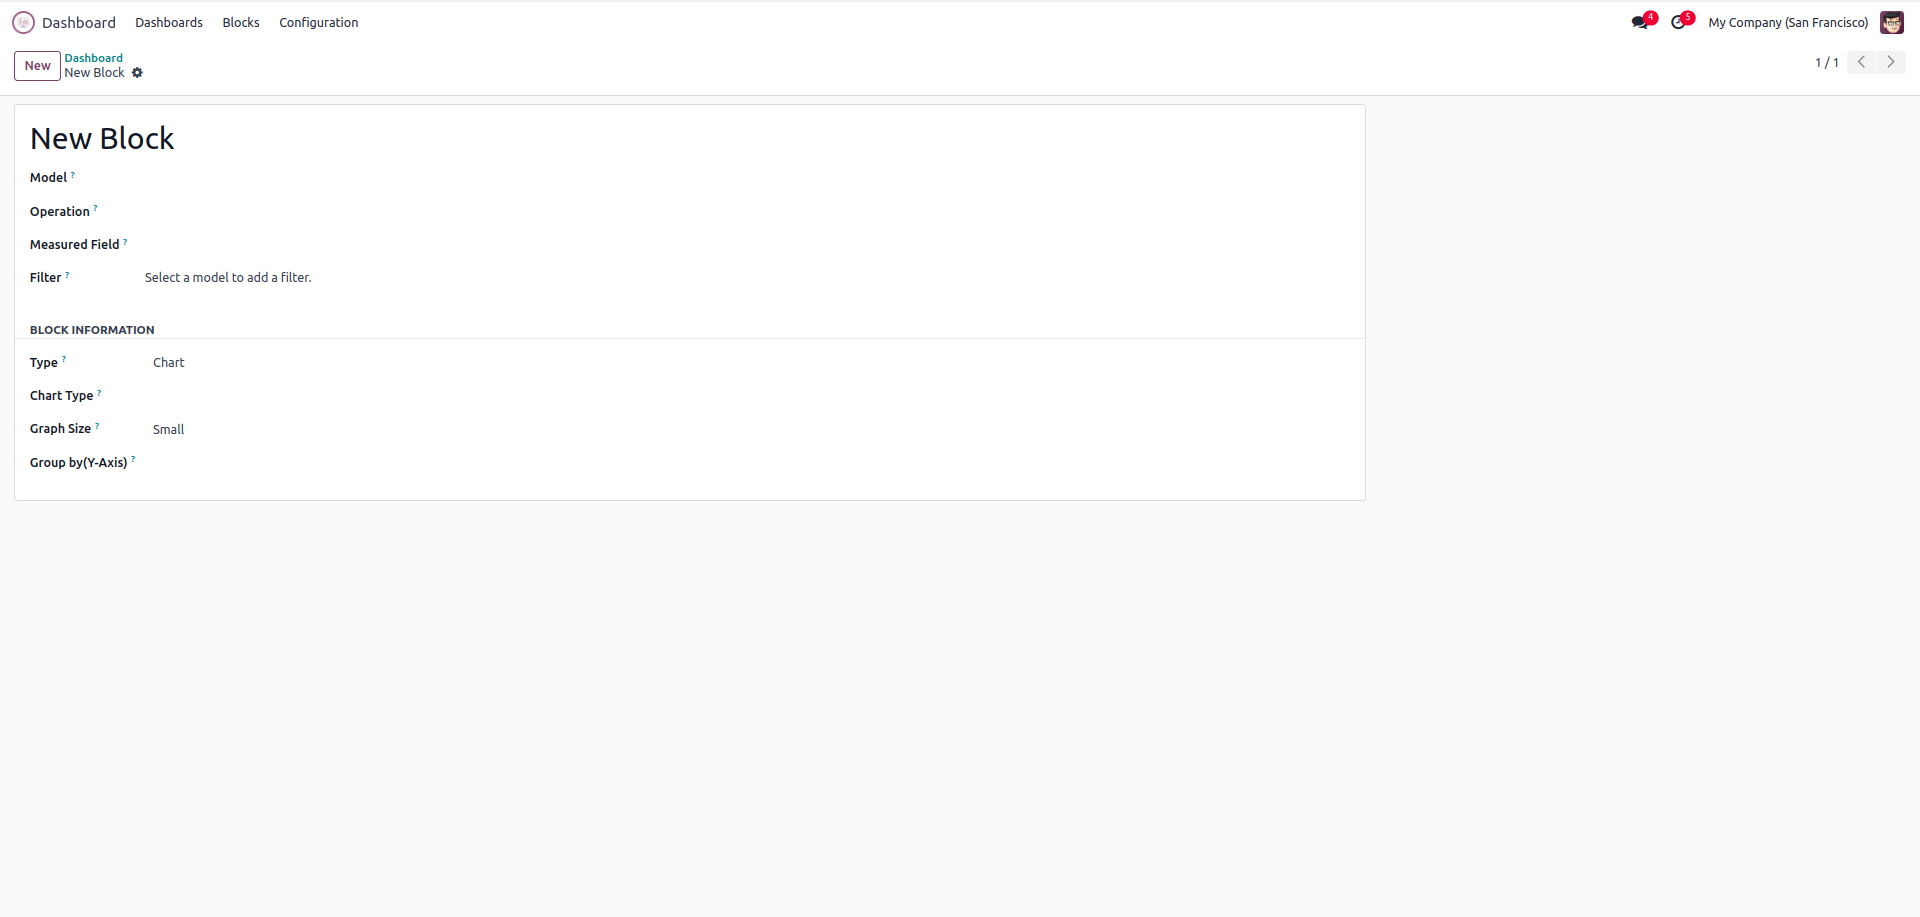 Dashboard Dashboards Blocks Configuration 4 5 My Company (San Francisco)
New Dashboard
New Block
1 / 1
New Block
Model ?
Operation ?
Measured Field ?
Filter ? Select a model to add a filter.
BLOCK INFORMATION
Type ? Chart
Chart Type ?
Graph Size ? Small
Group by(Y-Axis) ?